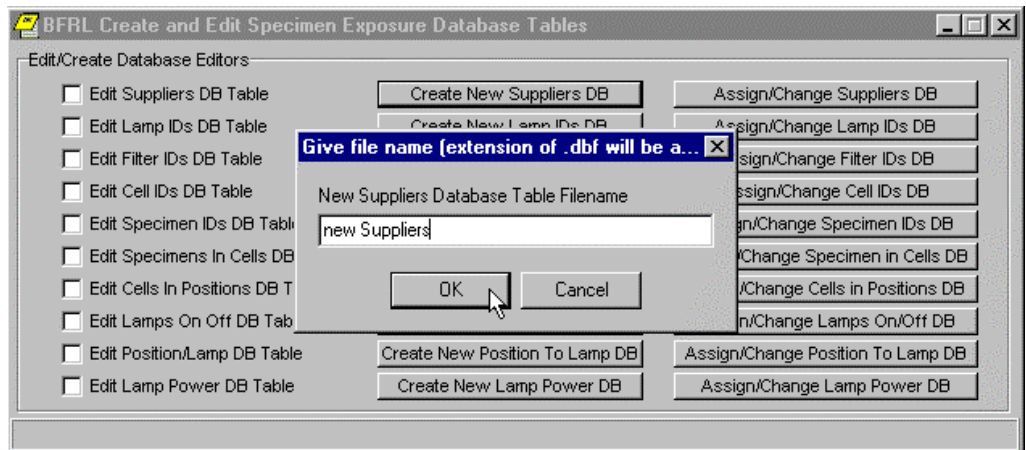 BFRL Create and Edit Specimen Exposure Database Tables
Edit/Create Database Editors
Edit Suppliers DB Table Create New Suppliers DB Assign/Change Suppliers DB
Edit Lamp IDs DB Table Create New Lamp IDs DB Assign/Change Lamp IDs DB
Give file name (extension of .dbf will be a...
Edit Filter IDs DB Table sign/Change Filter IDs DB
Edit Cell IDs DB Table New Suppliers Database Table Filename ssign/Change Cell IDs DB
Edit Specimen IDs DB Table new Suppliers gn/Change Specimen IDs DB
Edit Specimens In Cells DB /Change Specimen in Cells DB
Edit Cells In Positions DB T OK Cancel /Change Cells in Positions DB
Edit Lamps On Off DB Tab n/Change Lamps On/Off DB
Edit Position/Lamp DB Table Create New Position To Lamp DB Assign/Change Position To Lamp DB
Edit Lamp Power DB Table Create New Lamp Power DB Assign/Change Lamp Power DB